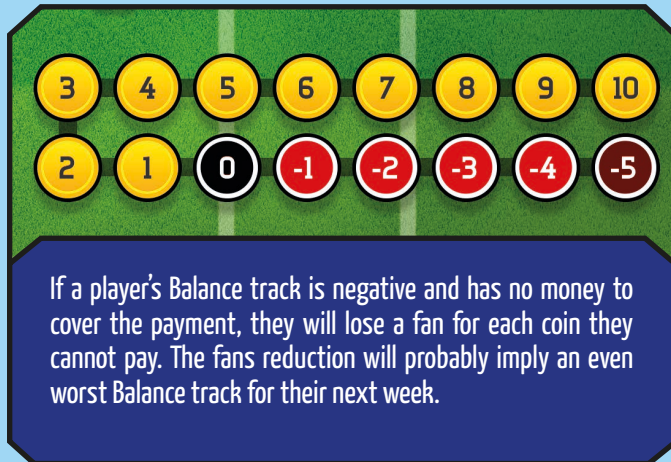 3 4 5 6 7 8 9 10
2 1 0 -1 -2 -3 -4 -5
If a player's Balance track is negative and has no money to
cover the payment, they will lose a fan for each coin they
cannot pay. The fans reduction will probably imply an even
worst Balance track for their next week.